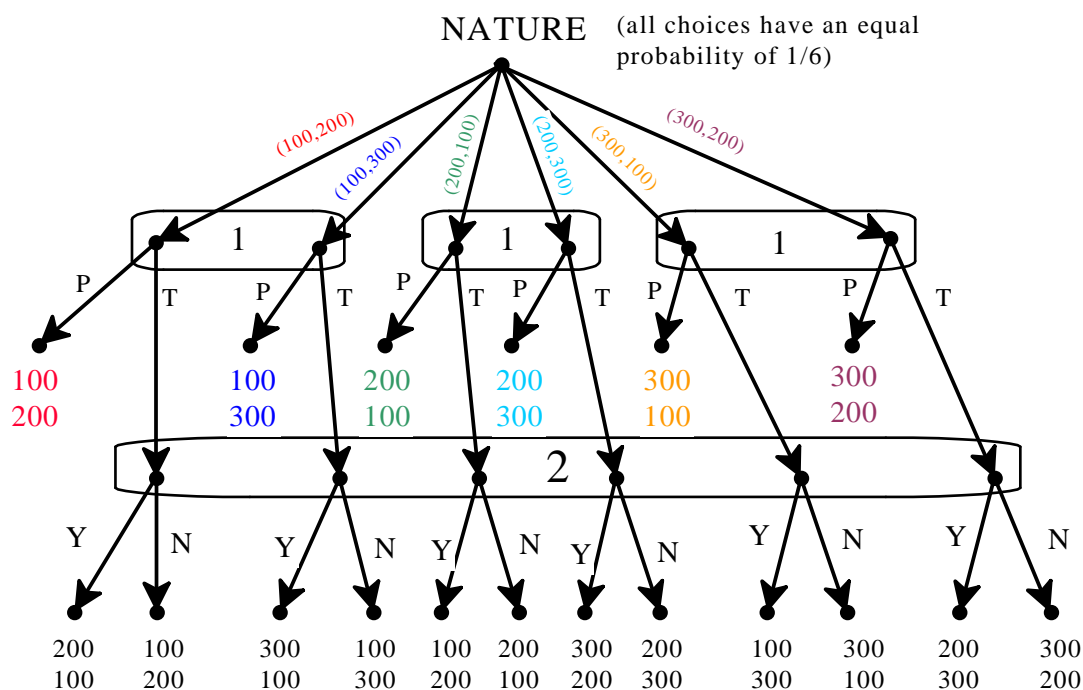 NATURE (all choices have an equal
probability of 1/6)
(100,200) (100,300) (200,100) (200,300) (300,100) (300,200)
1 1 1
P T P T P T P T P T P T
100 100 200 200 300 300
200 300 100 300 100 200
2
Y N Y N Y N Y N Y N Y N
200 100 300 100 100 200 300 200 100 300 200 300
100 200 100 300 200 100 200 300 300 100 300 200